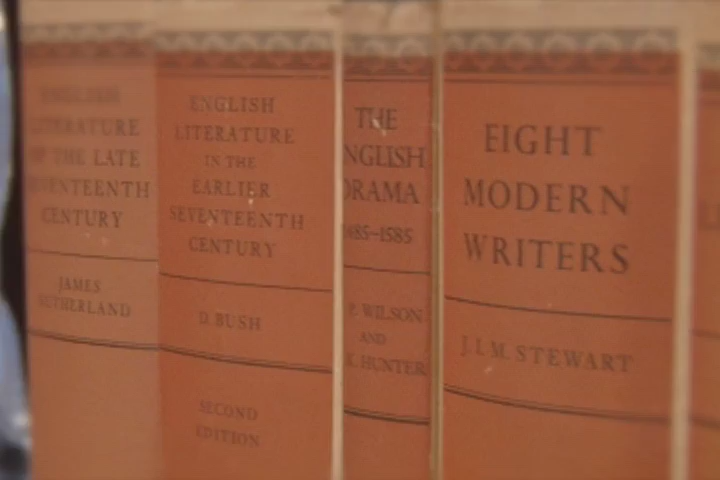 ENGLISH
LITERATURE
OF THE LATE
SEVENTEENTH
CENTURY
JAMES
SUTHERLAND
ENGLISH
LITERATURE
IN THE
EARLIER
SEVENTEENTH
CENTURY
D. BUSH
SECOND
EDITION
THE
ENGLISH
DRAMA
1485-1585
F. P. WILSON
AND
G. K. HUNTER
EIGHT
MODERN
WRITERS
J. I. M. STEWART